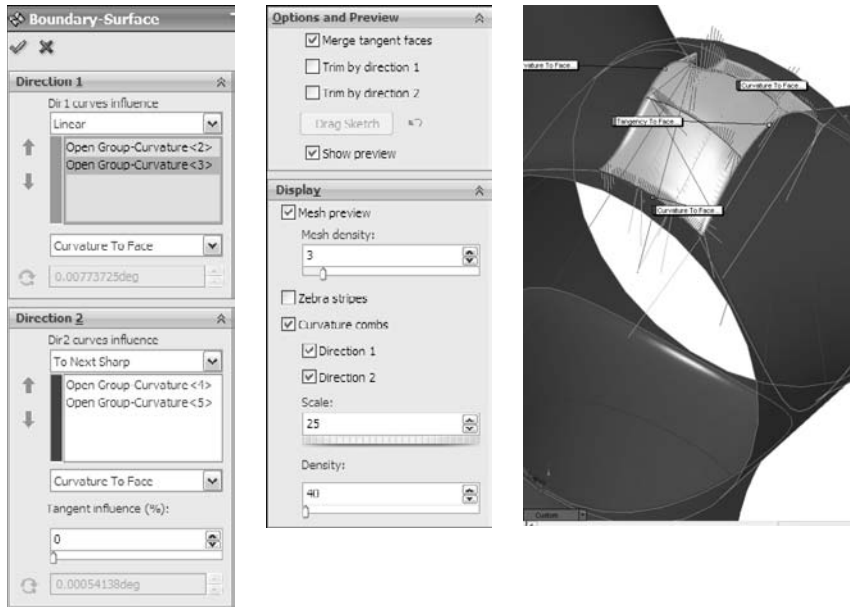 Boundary-Surface
Direction 1
Dir1 curves influence
Linear
Open Group-Curvature<2>
Open Group-Curvature<3>
Curvature To Face
0.00773725deg
Direction 2
Dir2 curves influence
To Next Sharp
Open Group-Curvature<4>
Open Group-Curvature<5>
Curvature To Face
Tangent influence (%):
0
0.00054138deg
Options and Preview
Merge tangent faces
Trim by direction 1
Trim by direction 2
Drag Sketch
Show preview
Display
Mesh preview
Mesh density:
3
Zebra stripes
Curvature combs
Direction 1
Direction 2
Scale:
25
Density:
40
vature To Face...
Curvature To Face...
Tangency To Face...
Curvature To Face...
Custom